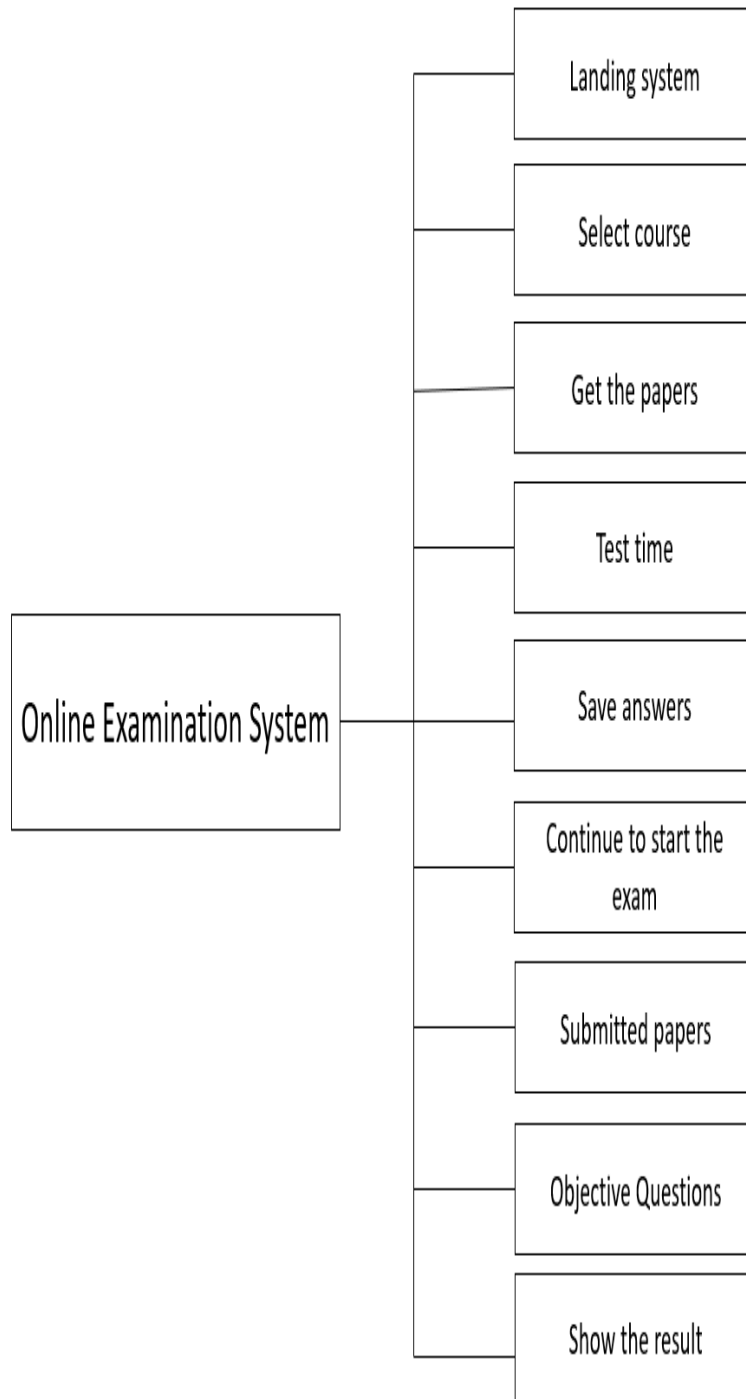 Landing system
Select course
Get the papers
Test time
Online Examination System
Save answers
Continue to start the
exam
Submitted papers
Objective Questions
Show the result